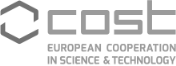 cost
EUROPEAN COOPERATION
IN SCIENCE & TECHNOLOGY